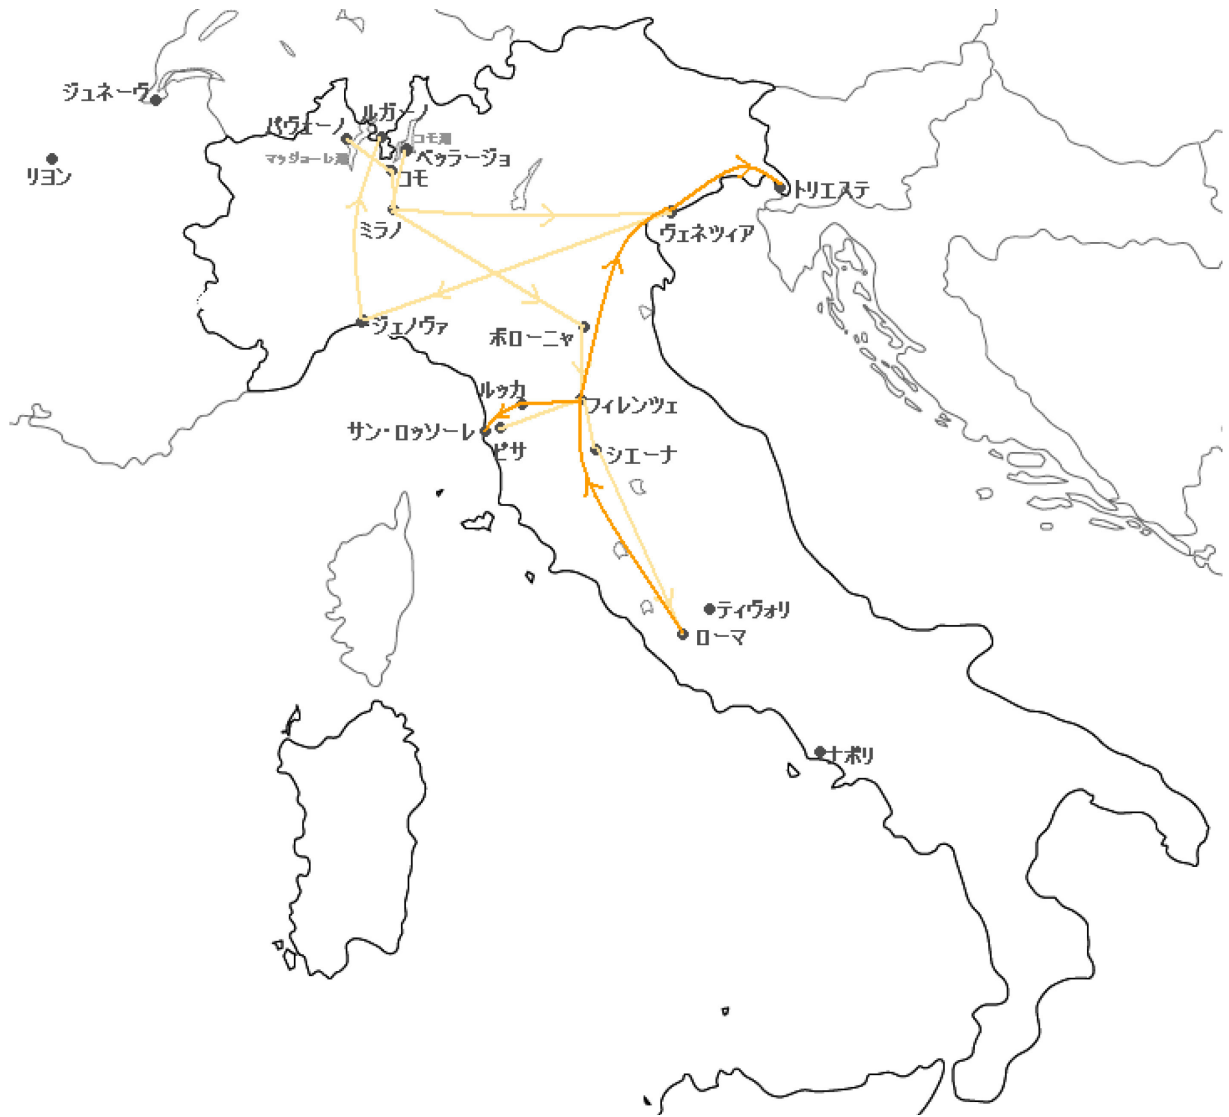 ジュネーヴ
ルガーノ
パヴェーノ
コモ湖
マッジョーレ湖
ベッラージョ
リヨン
コモ
トリエステ
ミラノ
ヴェネツィア
ジェノヴァ
ボローニャ
ルッカ
フィレンツェ
サン・ロッソーレ
ピサ
シエーナ
ティヴォリ
ローマ
ナポリ